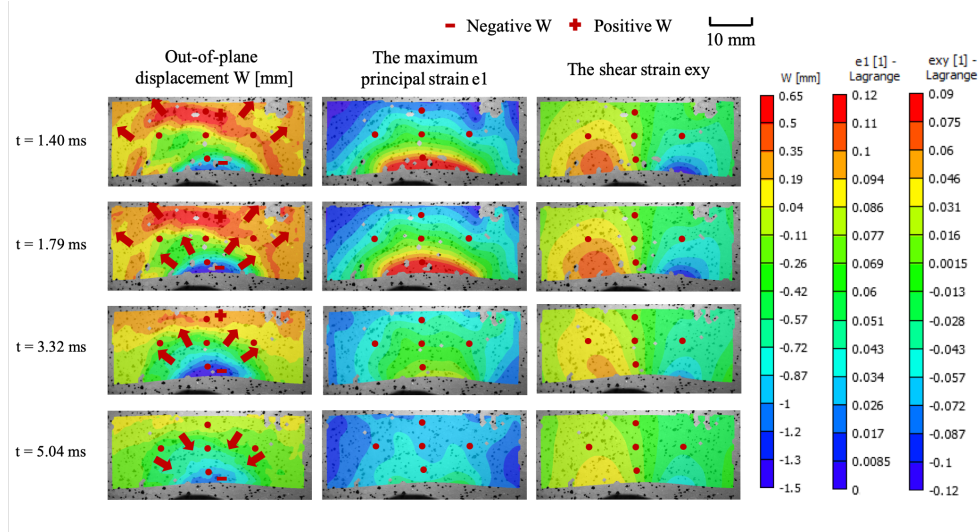 Negative W
Positive W
10 mm
Out-of-plane
displacement W [mm]
The maximum
principal strain e1
The shear strain exy
t = 1.40 ms
t = 1.79 ms
t = 3.32 ms
t = 5.04 ms
W [mm]
0.65
0.5
0.35
0.19
0.04
-0.11
-0.26
-0.42
-0.57
-0.72
-0.87
-1
-1.2
-1.3
-1.5
e1 [1] -
Lagrange
0.12
0.11
0.1
0.094
0.086
0.077
0.069
0.06
0.051
0.043
0.034
0.026
0.017
0.0085
0
exy [1] -
Lagrange
0.09
0.075
0.06
0.046
0.031
0.016
0.0015
-0.13
-0.028
-0.043
-0.057
-0.072
-0.087
-0.1
-0.12